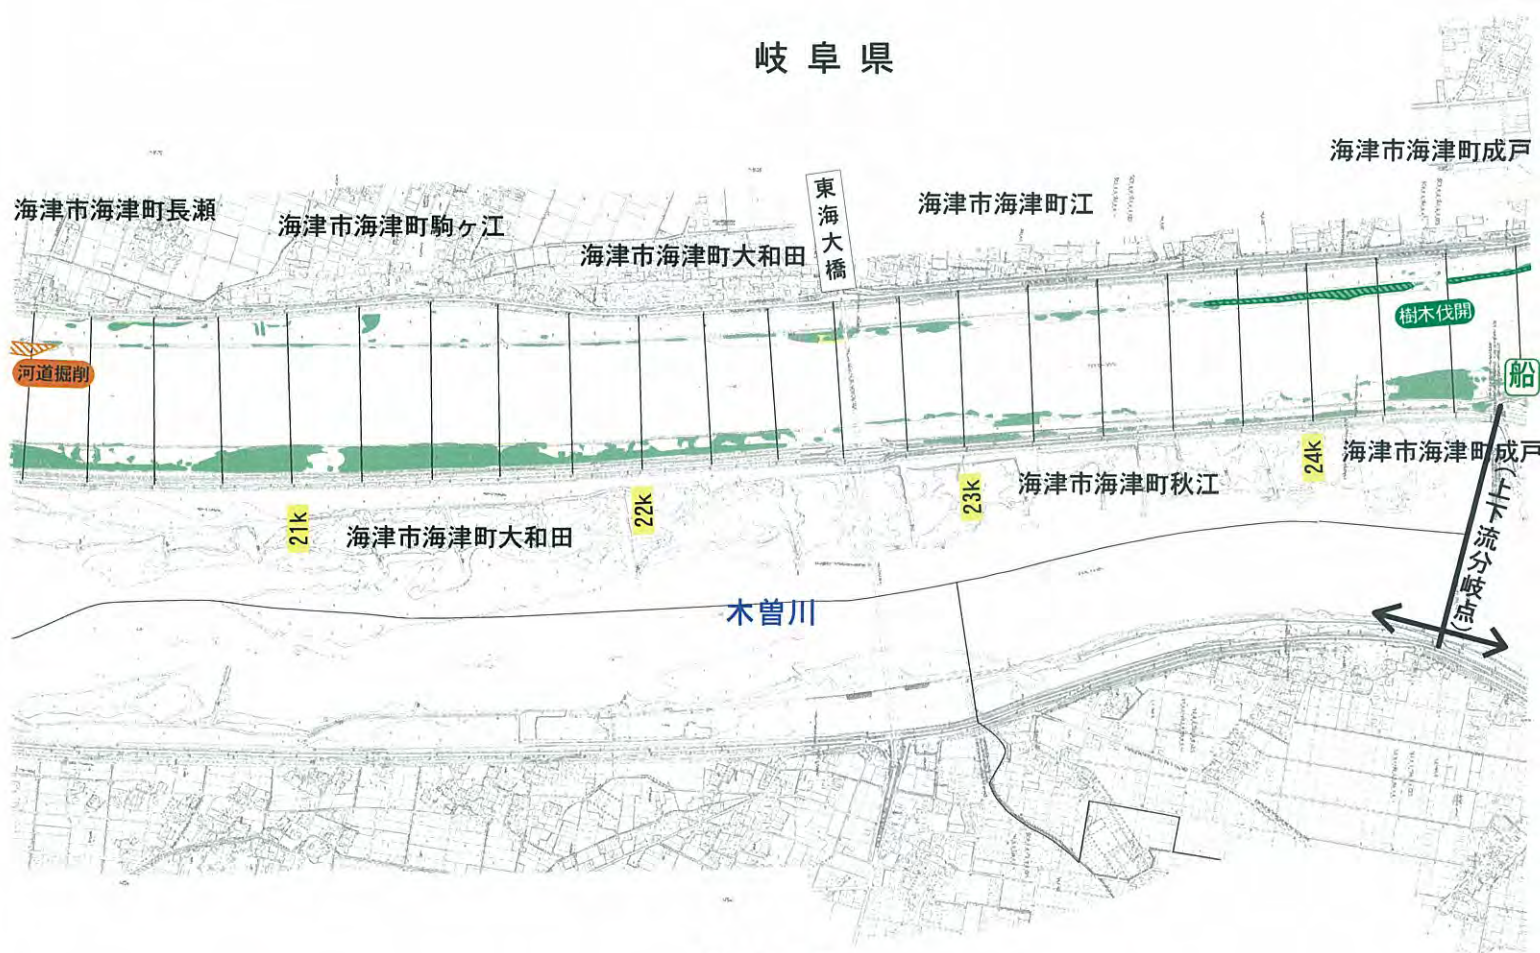 岐阜県
海津市海津町成戸
海津市海津町長瀬
海津市海津町駒ヶ江
海津市海津町大和田
東海大橋
海津市海津町江
樹木伐開
河道掘削
船
21k
海津市海津町大和田
22k
23k
海津市海津町秋江
24k
海津市海津町成戸
(上下流分岐点)
木曽川